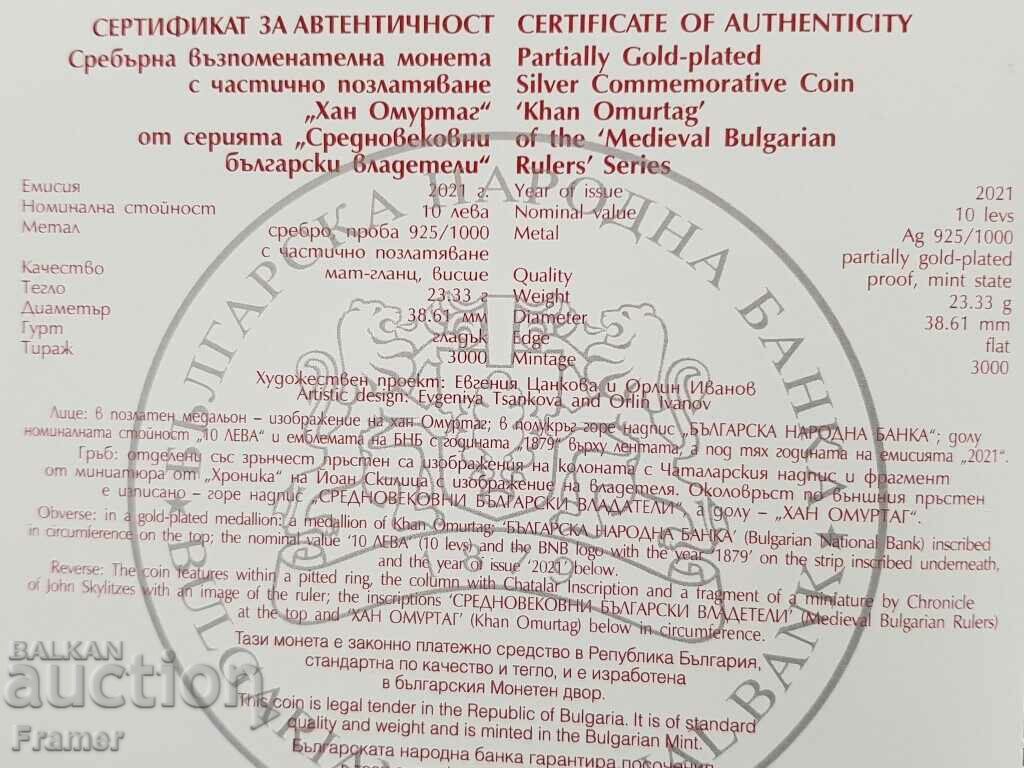 СЕРТИФИКАТ ЗА АВТЕНТИЧНОСТ
Сребърна възпоменателна монета
с частично позлатяване
„Хан Омуртаг“
от серията „Средновековни
български владетели“
CERTIFICATE OF AUTHENTICITY
Partially Gold-plated
Silver Commemorative Coin
‘Khan Omurtag’
of the ‘Medieval Bulgarian
Rulers’ Series
Емисия 2021 г.
Номинална стойност 10 лева
Метал сребро, проба 925/1000
с частично позлатяване
Качество мат-гланц, висше
Тегло 23.33 г
Диаметър 38.61 мм
Гурт гладък
Тираж 3000
Year of issue 2021
Nominal value 10 levs
Metal Ag 925/1000
partially gold-plated
Quality proof, mint state
Weight 23.33 g
Diameter 38.61 mm
Edge flat
Mintage 3000
Художествен проект: Евгения Цанкова и Орлин Иванов
Artistic design: Evgeniya Tsankova and Orlin Ivanov
Лице: в позлатен медальон – изображение на хан Омуртаг; в полукръг горе надпис „БЪЛГАРСКА НАРОДНА БАНКА“; долу
номиналната стойност „10 ЛЕВА“ и емблемата на БНБ с годината „1879“ върху лентата, а под тях годината на емисията „2021“.
Гръб: отделени със зрънчест пръстен са изображения на колоната с Чаталарския надпис и фрагмент
от миниатюра от „Хроника“ на Йоан Скилица с изображение на владетеля. Околовръст по външния пръстен
е изписано – горе надпис „СРЕДНОВЕКОВНИ БЪЛГАРСКИ ВЛАДАТЕЛИ“, а долу – „ХАН ОМУРТАГ“.
Obverse: in a gold-plated medallion: a medallion of Khan Omurtag; ‘БЪЛГАРСКА НАРОДНА БАНКА’ (Bulgarian National Bank) inscribed
in circumference on the top; the nominal value ‘10 ЛЕВА’ (10 levs) and the BNB logo with the year ‘1879’ on the strip inscribed underneath,
and the year of issue ‘2021’ below.
Reverse: The coin features within a pitted ring, the column with Chatalar Inscription and a fragment of a miniature by Chronicle
of John Skylitzes with an image of the ruler; the inscriptions ‘СРЕДНОВЕКОВНИ БЪЛГАРСКИ ВЛАДЕТЕЛИ’ (Medieval Bulgarian Rulers)
at the top and ‘ХАН ОМУРТАГ’ (Khan Omurtag) below in circumference.
Тази монета е законно платежно средство в Република България,
стандартна по качество и тегло, и е изработена
в българския Монетен двор.
This coin is legal tender in the Republic of Bulgaria. It is of standard
quality and weight and is minted in the Bulgarian Mint.
Българската народна банка гарантира посочения
БЪЛГАРСКА НАРОДНА БАНКА
BANK
BALKAN
auction
Framer